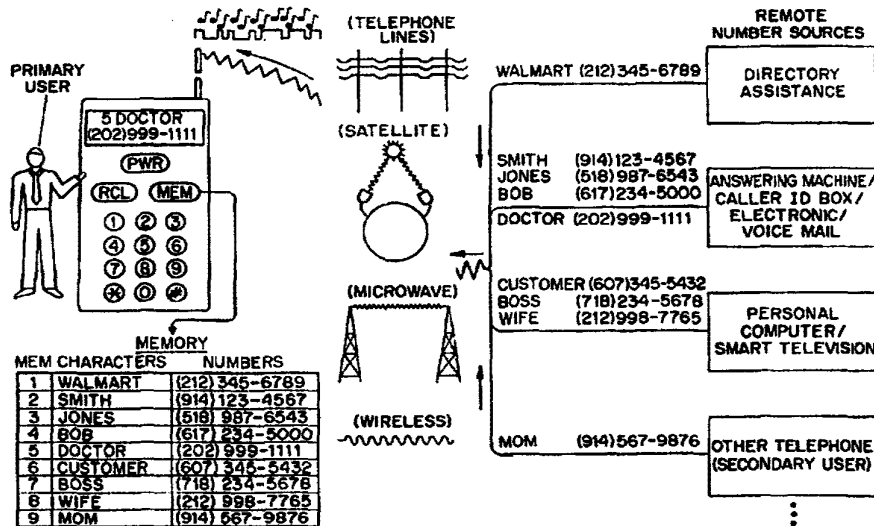 (TELEPHONE
LINES)
REMOTE
NUMBER SOURCES
PRIMARY
USER
5 DOCTOR
(202)999-1111
PWR
RCL
MEM
1 2 3
4 5 6
7 8 9
* 0 #
(SATELLITE)
(MICROWAVE)
(WIRELESS)
WALMART (212)345-6789
DIRECTORY
ASSISTANCE
SMITH (914)123-4567
JONES (518)987-6543
BOB (617)234-5000
DOCTOR (202)999-1111
ANSWERING MACHINE/
CALLER ID BOX/
ELECTRONIC/
VOICE MAIL
CUSTOMER (607)345-5432
BOSS (718)234-5678
WIFE (212)998-7765
PERSONAL
COMPUTER/
SMART TELEVISION
MOM (914)567-9876
OTHER TELEPHONE
(SECONDARY USER)
MEMORY
MEM CHARACTERS NUMBERS
1 WALMART (212) 345-6789
2 SMITH (914) 123-4567
3 JONES (518) 987-6543
4 BOB (617) 234-5000
5 DOCTOR (202) 999-1111
6 CUSTOMER (607) 345-5432
7 BOSS (718) 234-5678
8 WIFE (212) 998-7765
9 MOM (914) 567-9876